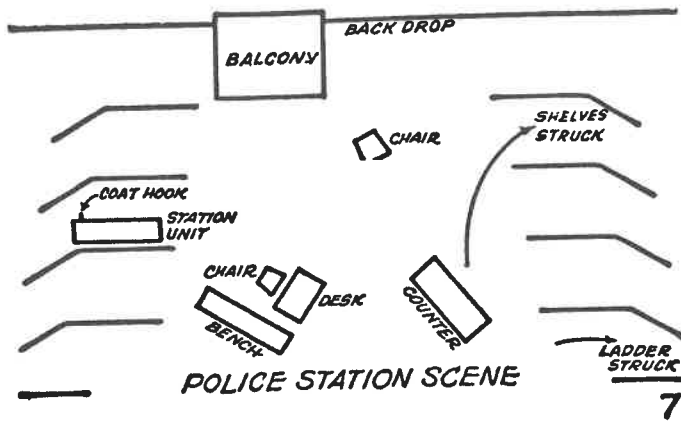 BACK DROP
BALCONY
SHELVES
STRUCK
CHAIR
COAT HOOK
STATION
UNIT
CHAIR
DESK
BENCH
COUNTER
LADDER
STRUCK
POLICE STATION SCENE
7